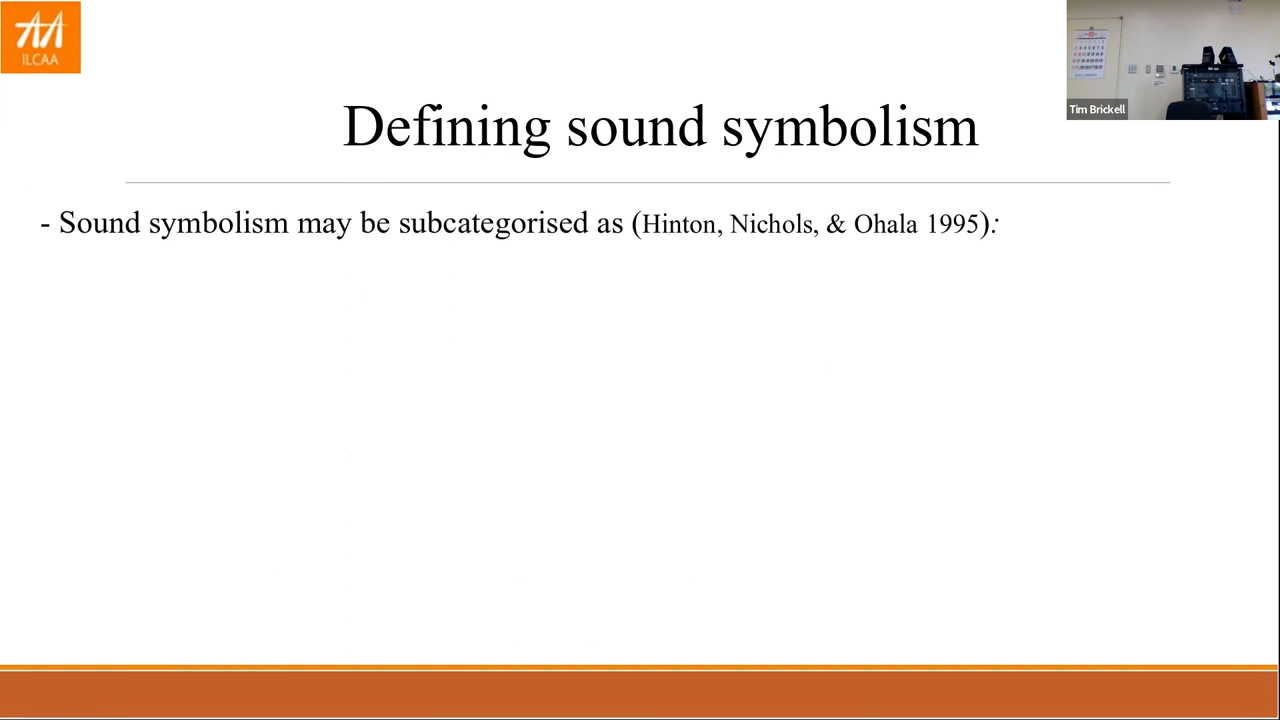 ILCAA
Tim Brickell
Defining sound symbolism
- Sound symbolism may be subcategorised as (Hinton, Nichols, & Ohala 1995):